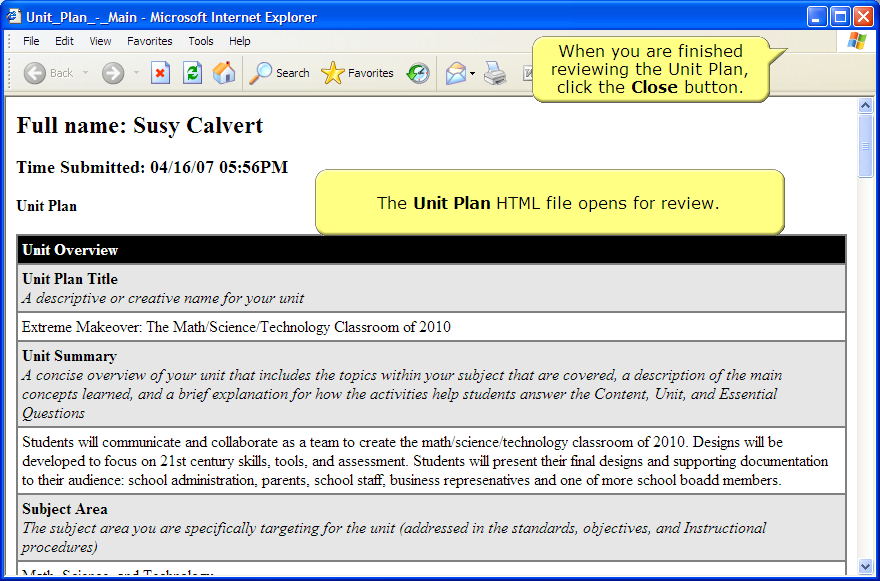 Unit_Plan_-_Main - Microsoft Internet Explorer
File Edit View Favorites Tools Help
Back Search Favorites
When you are finished
reviewing the Unit Plan,
click the Close button.
Full name: Susy Calvert
Time Submitted: 04/16/07 05:56PM
The Unit Plan HTML file opens for review.
Unit Plan
Unit Overview
Unit Plan Title
A descriptive or creative name for your unit
Extreme Makeover: The Math/Science/Technology Classroom of 2010
Unit Summary
A concise overview of your unit that includes the topics within your subject that are covered, a description of the main
concepts learned, and a brief explanation for how the activities help students answer the Content, Unit, and Essential
Questions
Students will communicate and collaborate as a team to create the math/science/technology classroom of 2010. Designs will be
developed to focus on 21st century skills, tools, and assessment. Students will present their final designs and supporting documentation
to their audience: school administration, parents, school staff, business represenatives and one of more school boadd members.
Subject Area
The subject area you are specifically targeting for the unit (addressed in the standards, objectives, and Instructional
procedures)
Math, Science, and Technology